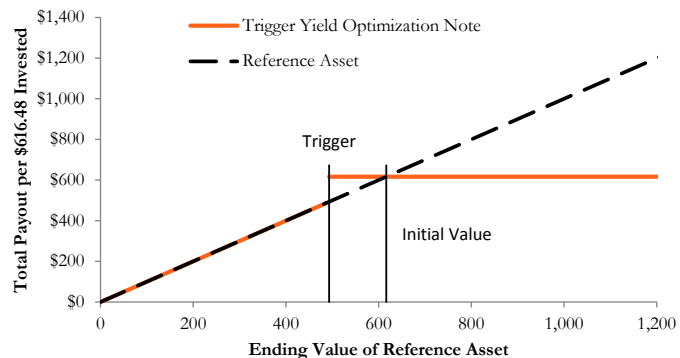 $1,400
$1,200
$1,000
$800
$600
$400
$200
$0
Total Payout per $616.48 Invested
Trigger Yield Optimization Note
Reference Asset
Trigger
Initial Value
0
200
400
600
800
1,000
1,200
Ending Value of Reference Asset